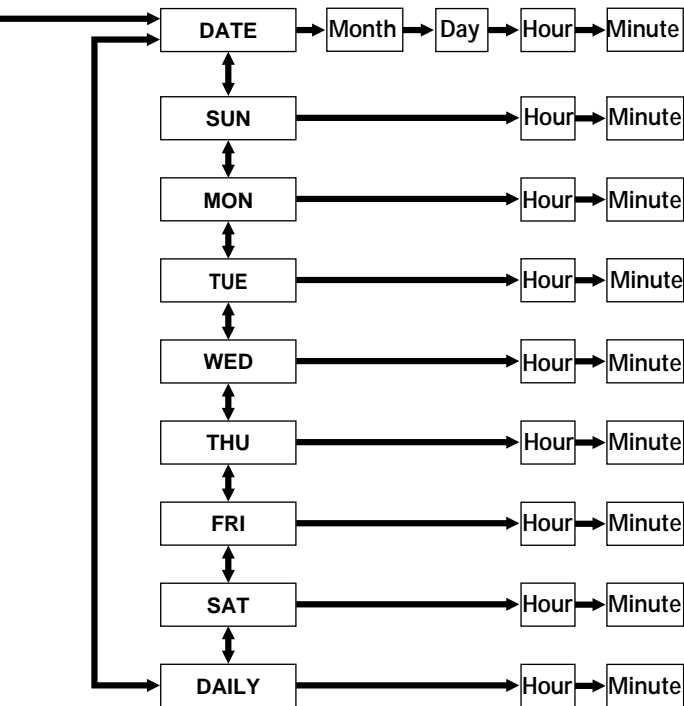 DATE Month Day Hour Minute
SUN Hour Minute
MON Hour Minute
TUE Hour Minute
WED Hour Minute
THU Hour Minute
FRI Hour Minute
SAT Hour Minute
DAILY Hour Minute